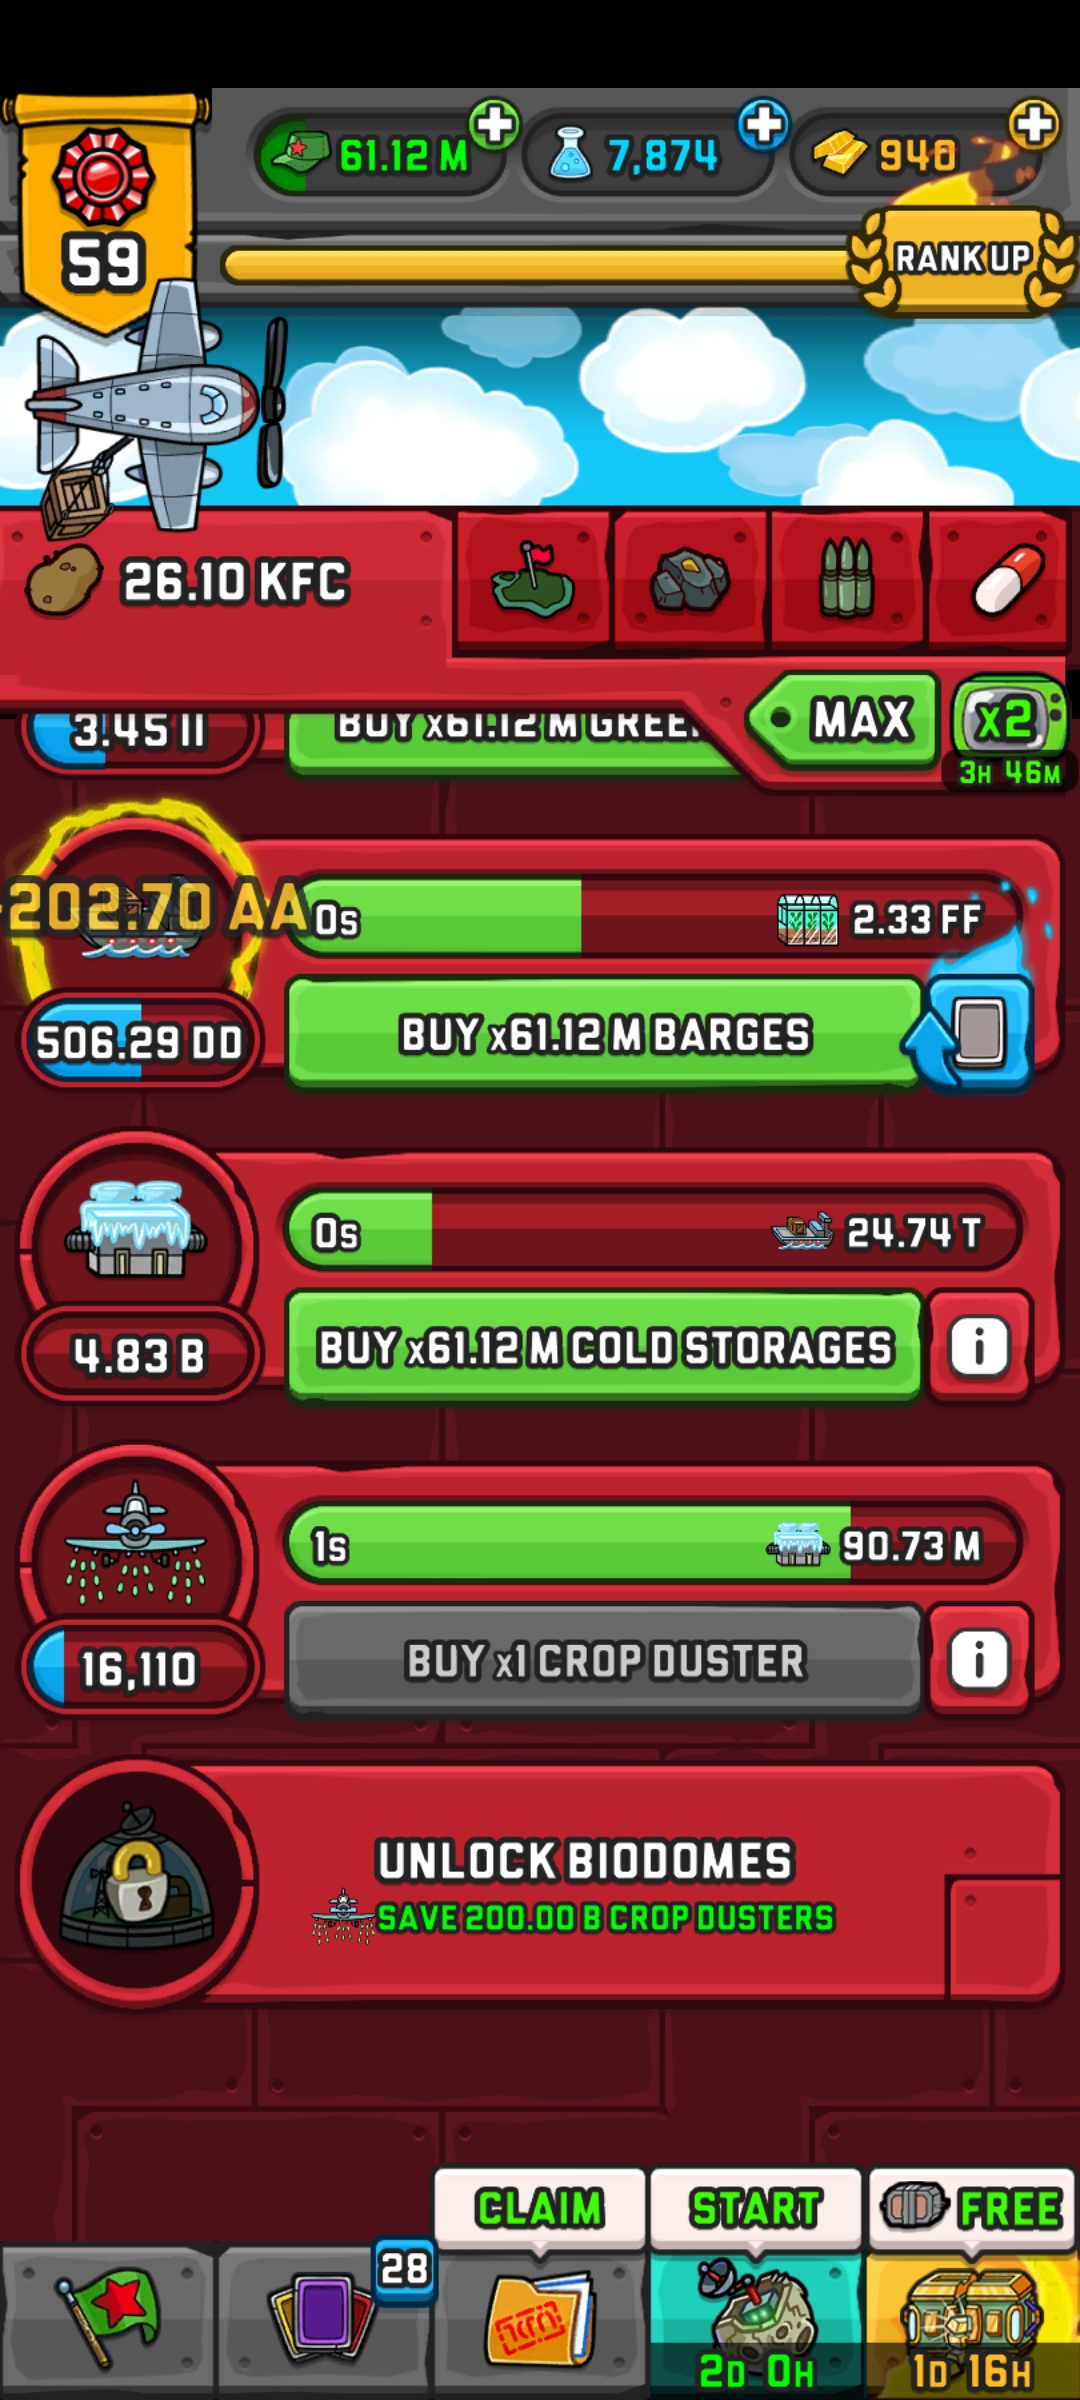 61.12 M
7,874
940
59
RANK UP
26.10 KFC
MAX
x2
3H 46M
3.45 II
BUY x61.12 M GREE
202.70 AA
0s
2.33 FF
506.29 DD
BUY x61.12 M BARGES
0s
24.74 T
4.83 B
BUY x61.12 M COLD STORAGES
i
1s
90.73 M
16,110
BUY x1 CROP DUSTER
i
UNLOCK BIODOMES
SAVE 200.00 B CROP DUSTERS
CLAIM
START
FREE
28
2D 0H
1D 16H